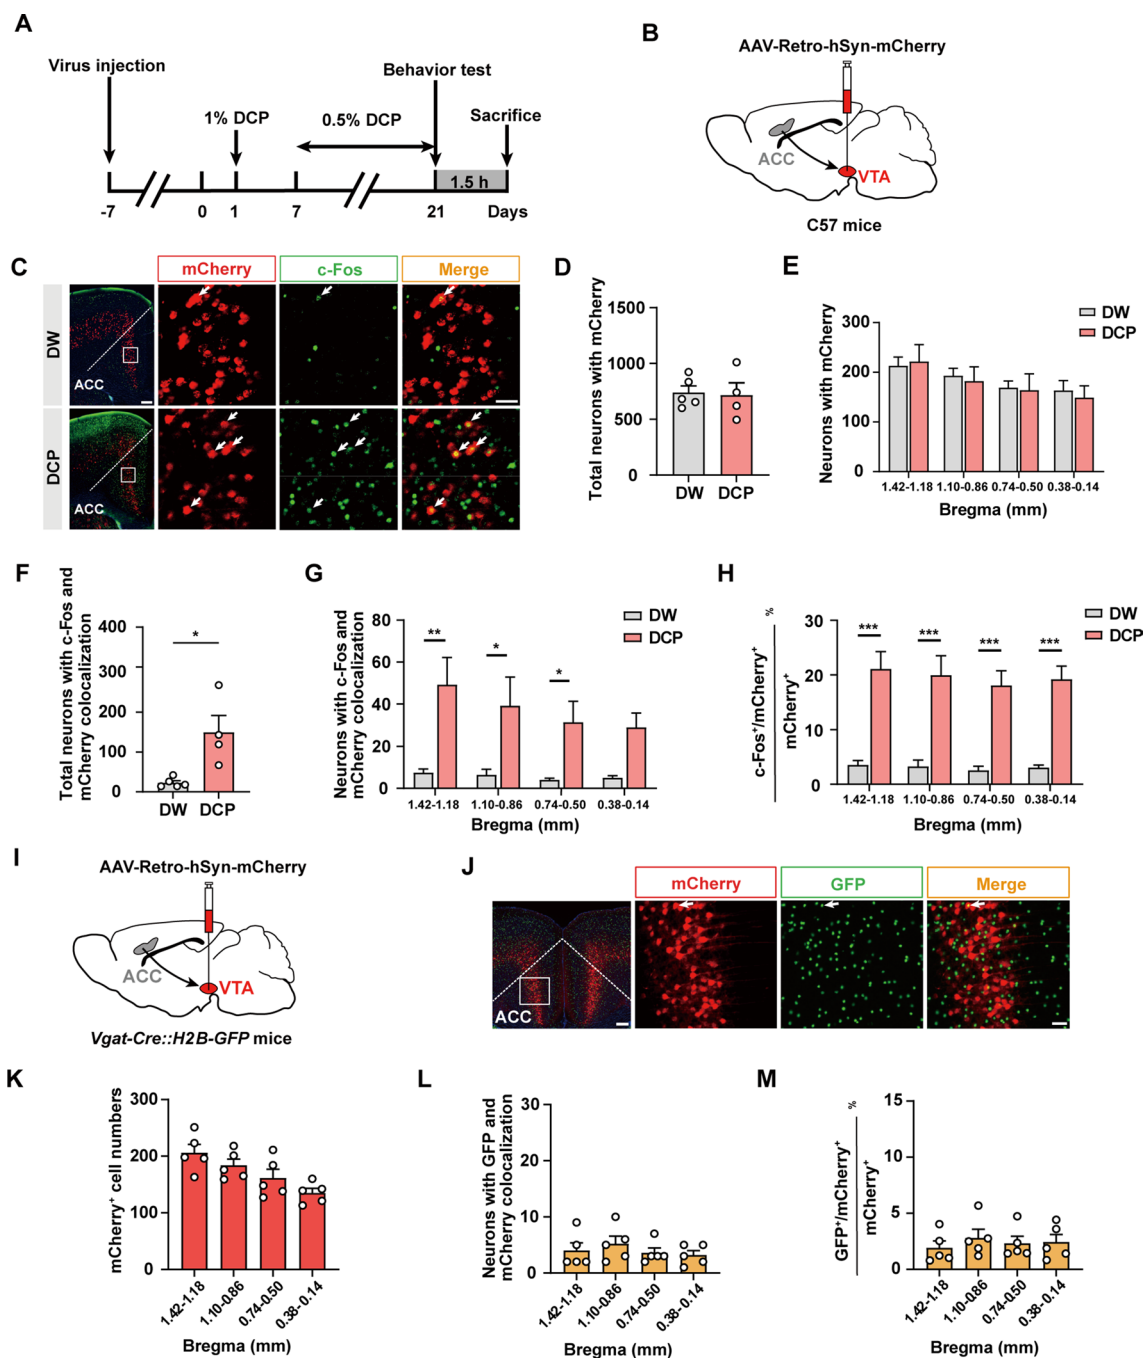 A
Virus injection
Behavior test
1% DCP
0.5% DCP
Sacrifice
1.5 h
-7
0
1
7
21
Days
B
AAV-Retro-hSyn-mCherry
ACC
VTA
C57 mice
C
mCherry
c-Fos
Merge
DW
ACC
DCP
ACC
D
Total neurons with mCherry
1500
1000
500
0
DW
DCP
E
Neurons with mCherry
300
200
100
0
DW
DCP
1.42-1.18
1.10-0.86
0.74-0.50
0.38-0.14
Bregma (mm)
F
Total neurons with c-Fos and
mCherry colocalization
400
300
200
100
0
*
DW
DCP
G
Neurons with c-Fos and
mCherry colocalization
80
60
40
20
0
DW
DCP
**
*
*
1.42-1.18
1.10-0.86
0.74-0.50
0.38-0.14
Bregma (mm)
H
%
c-Fos⁺/mCherry⁺
mCherry⁺
30
20
10
0
DW
DCP
***
***
***
***
1.42-1.18
1.10-0.86
0.74-0.50
0.38-0.14
Bregma (mm)
I
AAV-Retro-hSyn-mCherry
ACC
VTA
Vgat-Cre::H2B-GFP mice
J
mCherry
GFP
Merge
ACC
K
mCherry⁺ cell numbers
300
200
100
0
1.42-1.18
1.10-0.86
0.74-0.50
0.38-0.14
Bregma (mm)
L
Neurons with GFP and
mCherry colocalization
30
20
10
0
1.42-1.18
1.10-0.86
0.74-0.50
0.38-0.14
Bregma (mm)
M
%
GFP⁺/mCherry⁺
mCherry⁺
15
10
5
0
1.42-1.18
1.10-0.86
0.74-0.50
0.38-0.14
Bregma (mm)